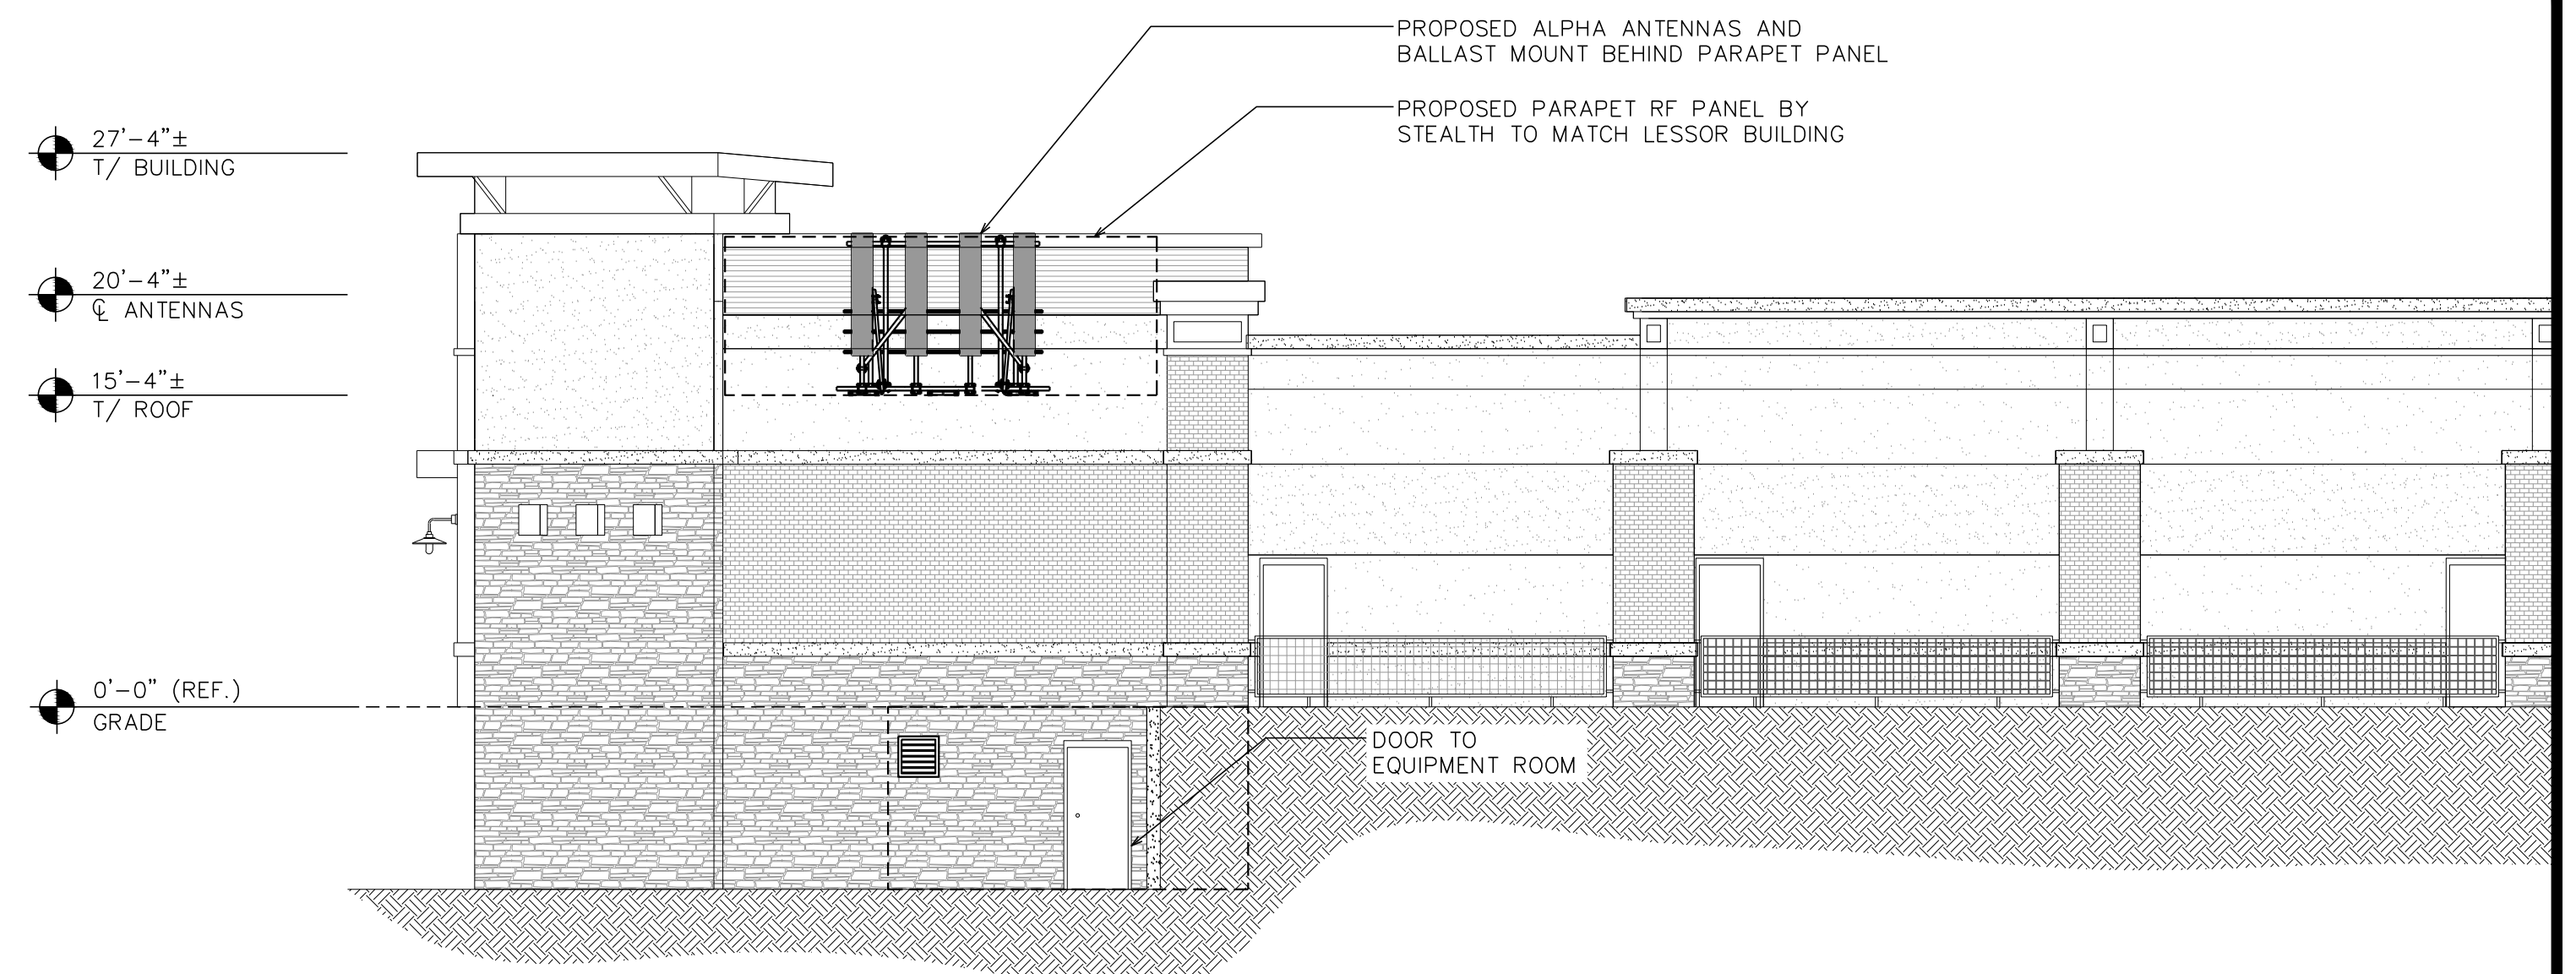 PROPOSED ALPHA ANTENNAS AND
BALLAST MOUNT BEHIND PARAPET PANEL
PROPOSED PARAPET RF PANEL BY
STEALTH TO MATCH LESSOR BUILDING
27'-4"±
T/ BUILDING
20'-4"±
℄ ANTENNAS
15'-4"±
T/ ROOF
0'-0" (REF.)
GRADE
DOOR TO
EQUIPMENT ROOM